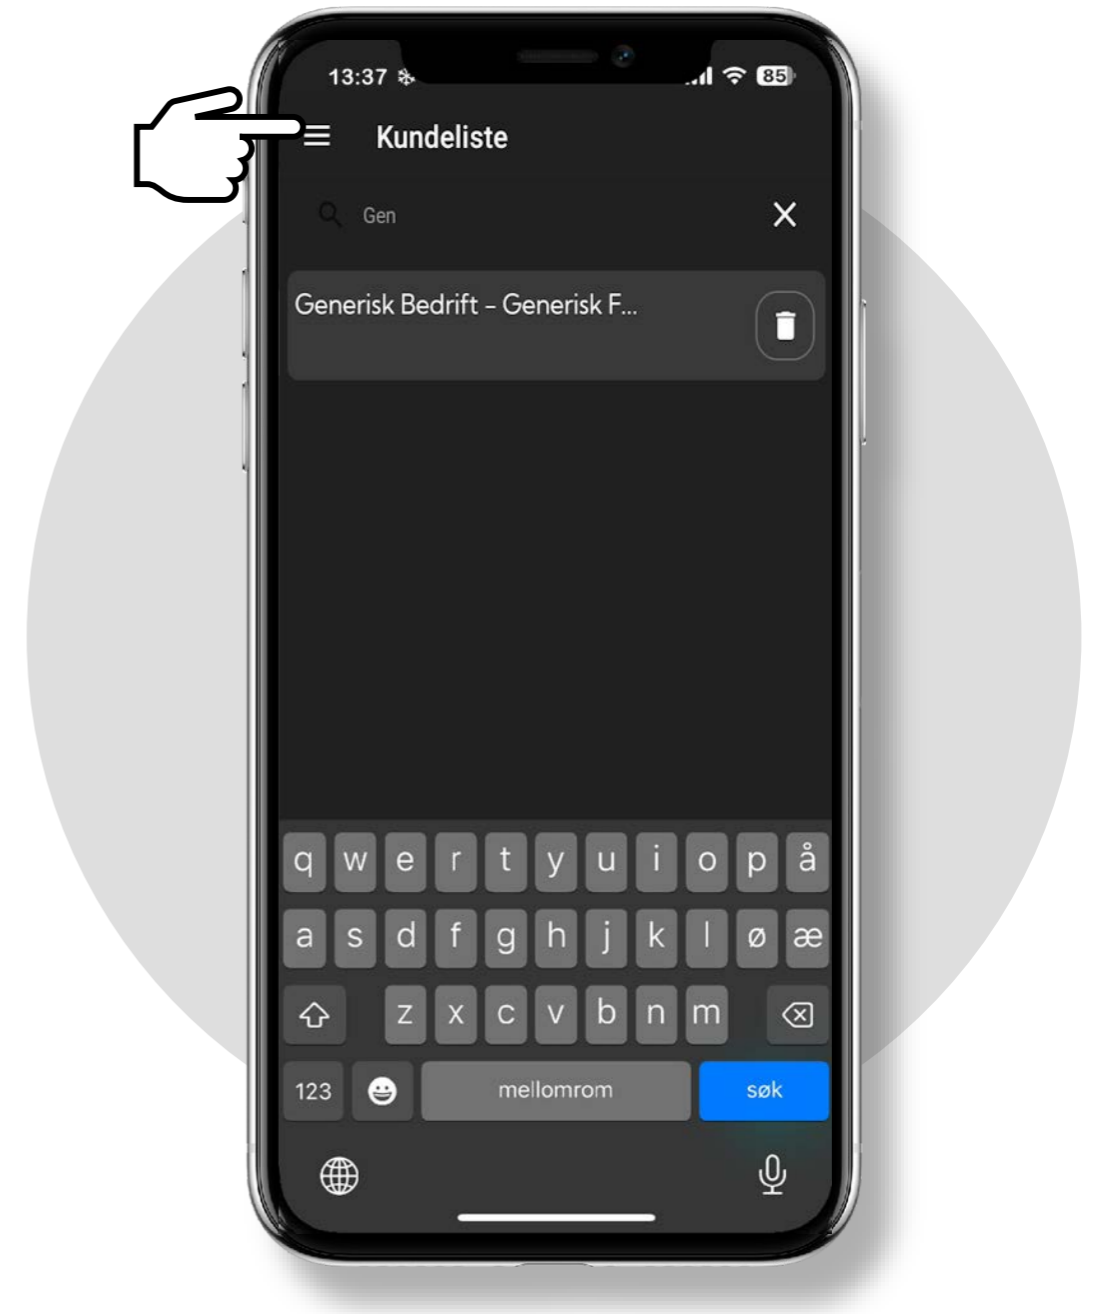 13:37
85
Kundeliste
Gen
Generisk Bedrift – Generisk F...
q w e r t y u i o p å
a s d f g h j k l ø æ
z x c v b n m
123 mellomrom søk